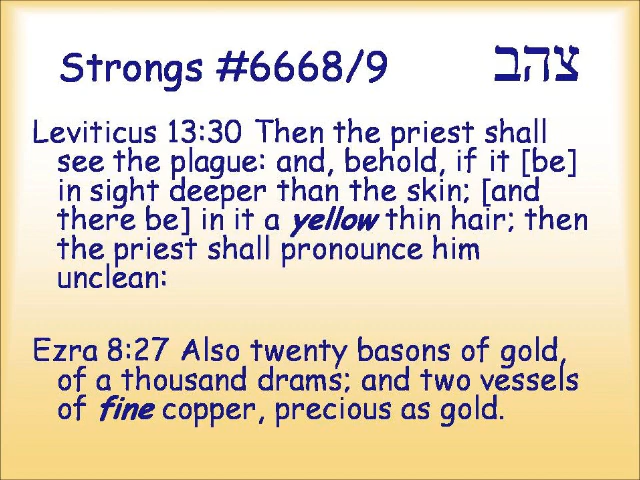 Strongs #6668/9 צהב
Leviticus 13:30 Then the priest shall
see the plague: and, behold, if it [be]
in sight deeper than the skin; [and
there be] in it a yellow thin hair; then
the priest shall pronounce him
unclean:
Ezra 8:27 Also twenty basons of gold,
of a thousand drams; and two vessels
of fine copper, precious as gold.